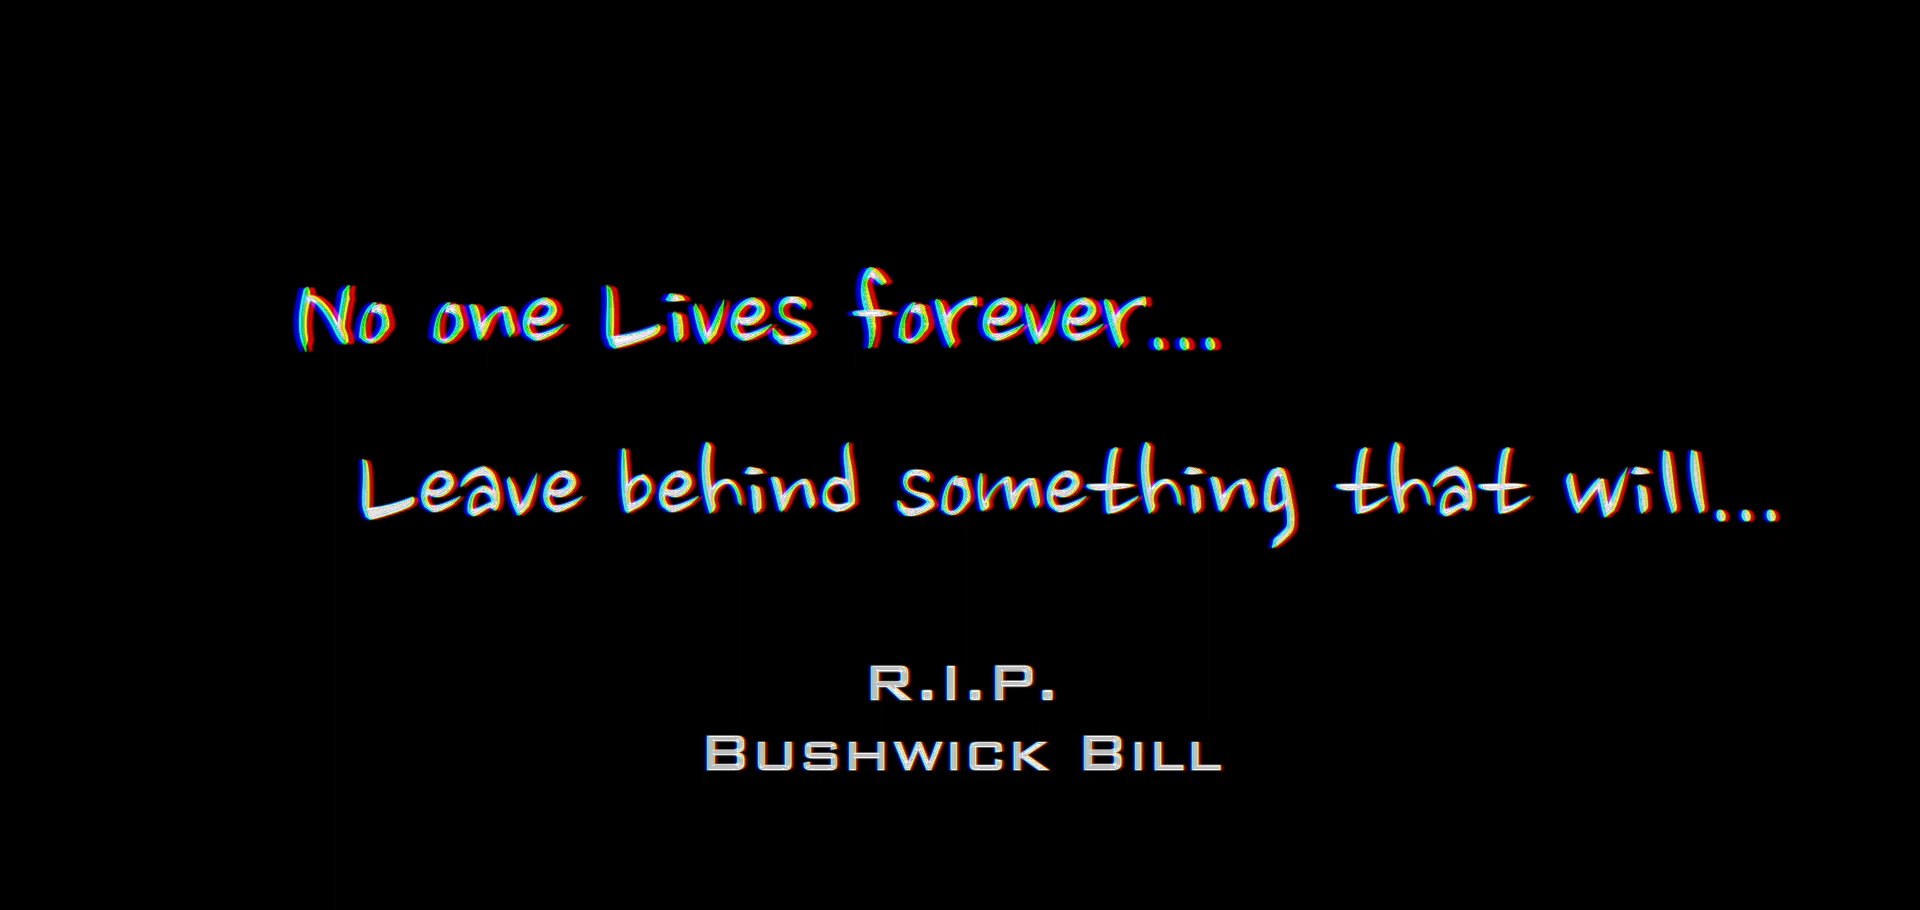 No one Lives forever....
Leave behind something that will...
R.I.P.
Bushwick Bill